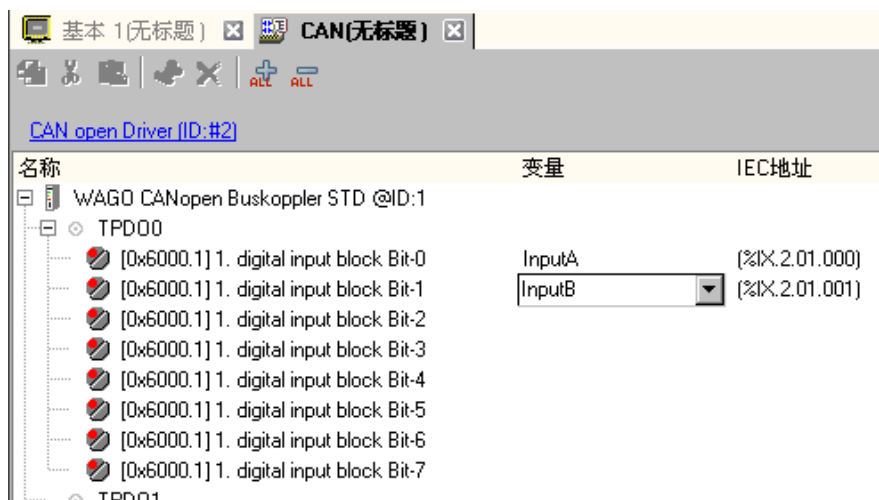 基本 1(无标题) CAN(无标题)
ALL ALL
CAN open Driver (ID:#2)
名称 变量 IEC地址
WAGO CANopen Buskoppler STD @ID:1
TPDO0
[0x6000.1] 1. digital input block Bit-0 InputA (%IX.2.01.000)
[0x6000.1] 1. digital input block Bit-1 InputB (%IX.2.01.001)
[0x6000.1] 1. digital input block Bit-2
[0x6000.1] 1. digital input block Bit-3
[0x6000.1] 1. digital input block Bit-4
[0x6000.1] 1. digital input block Bit-5
[0x6000.1] 1. digital input block Bit-6
[0x6000.1] 1. digital input block Bit-7
TPDO1